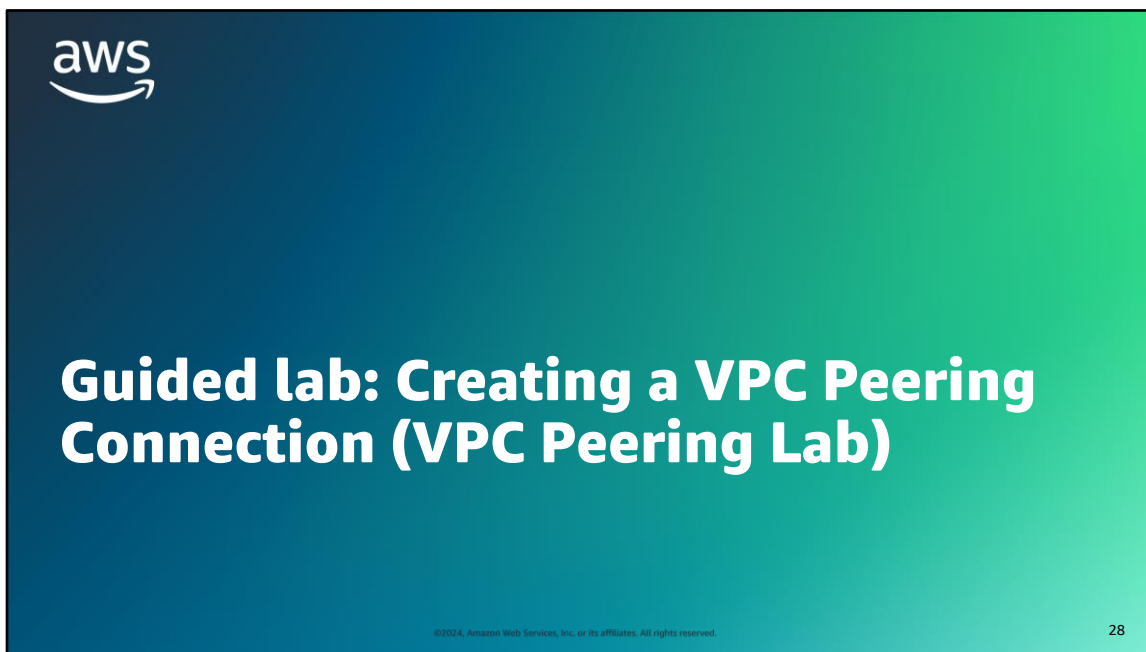 aws
Guided lab: Creating a VPC Peering
Connection (VPC Peering Lab)
©2024, Amazon Web Services, Inc. or its affiliates. All rights reserved.
28